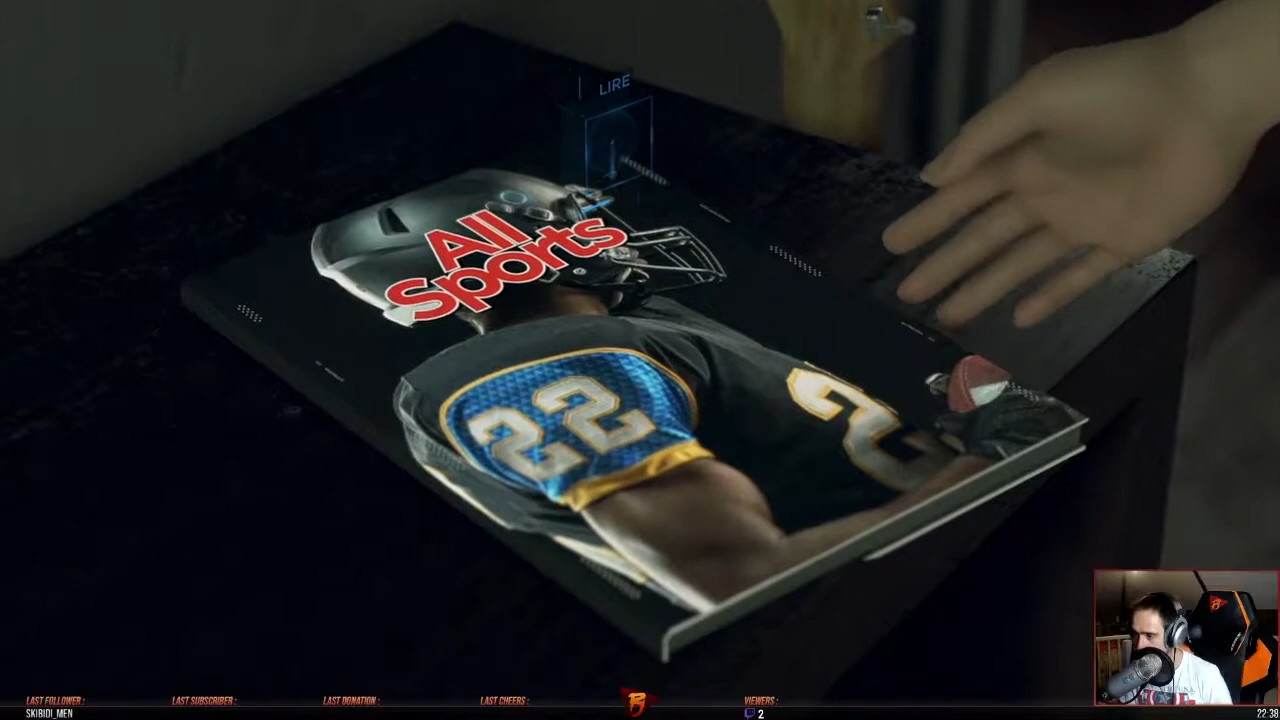 LIRE
All
Sports
22
2
LAST FOLLOWER :
SKIBIDI_MEN
LAST SUBSCRIBER :
LAST DONATION :
LAST CHEERS :
VIEWERS :
2
22:38